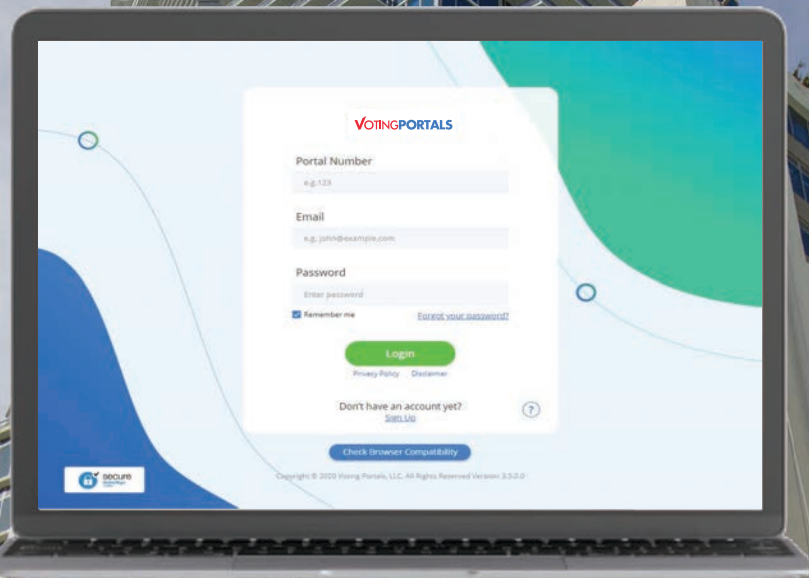 VOTINGPORTALS
Portal Number
e.g.123
Email
e.g. john@example.com
Password
Enter password
Remember me Forgot your password?
Login
Privacy Policy Disclaimer
Don't have an account yet?
Sign Up
?
Check Browser Compatibility
secure
Copyright © 2020 Voting Portals, LLC. All Rights Reserved Version: 3.5.0.0